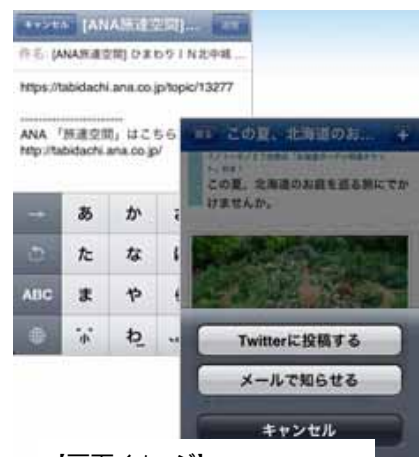 キャンセル [ANA旅達空間]...
件名: [ANA旅達空間] ひまわり IN 北中城 ...
https://tabidachi.ana.co.jp/topic/13277
--------------------
ANA 「旅達空間」はこちら
http://tabidachi.ana.co.jp/
→ あ か
た な
ABC ま や
小 わ
戻る この夏、北海道のお... +
この夏、北海道のお庭を巡る旅にでか
けませんか。
Twitterに投稿する
メールで知らせる
キャンセル